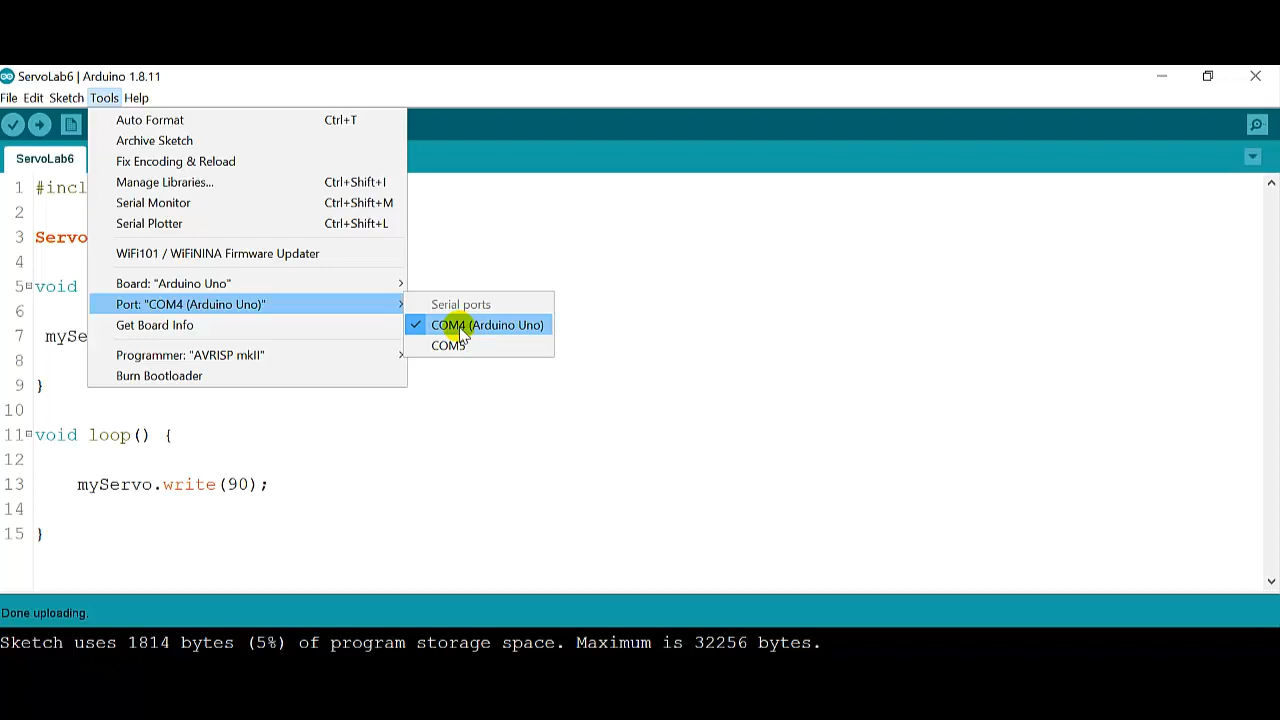 ServoLab6 | Arduino 1.8.11
File Edit Sketch Tools Help
Auto Format Ctrl+T
Archive Sketch
Fix Encoding & Reload
Manage Libraries... Ctrl+Shift+I
Serial Monitor Ctrl+Shift+M
Serial Plotter Ctrl+Shift+L
WiFi101 / WiFiNINA Firmware Updater
Board: "Arduino Uno"
Port: "COM4 (Arduino Uno)"
Get Board Info
Programmer: "AVRISP mkII"
Burn Bootloader
Serial ports
COM4 (Arduino Uno)
COM5
ServoLab6
1 #incl
2
3 Servo
4
5 void
6
7 mySe
8
9 }
10
11 void loop() {
12
13 myServo.write(90);
14
15 }
Done uploading.
Sketch uses 1814 bytes (5%) of program storage space. Maximum is 32256 bytes.